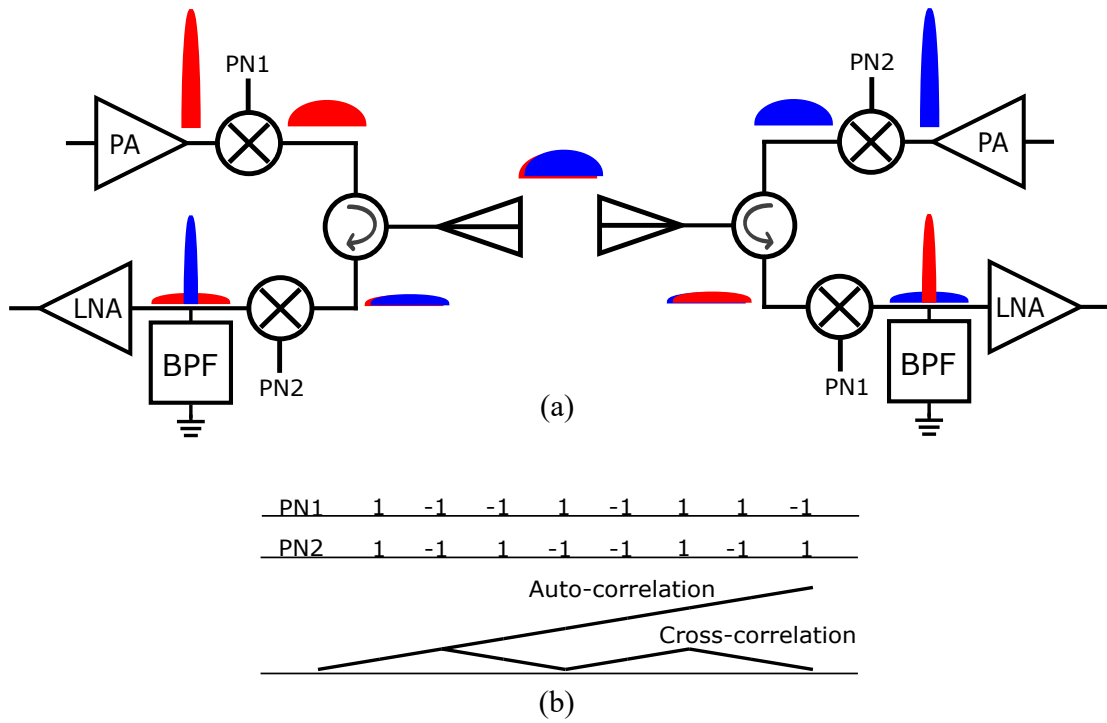 PN1 PN2
PA PA
LNA LNA
BPF BPF
PN2 PN1
(a)
PN1 1 -1 -1 1 -1 1 1 -1
PN2 1 -1 1 -1 -1 1 -1 1
Auto-correlation
Cross-correlation
(b)